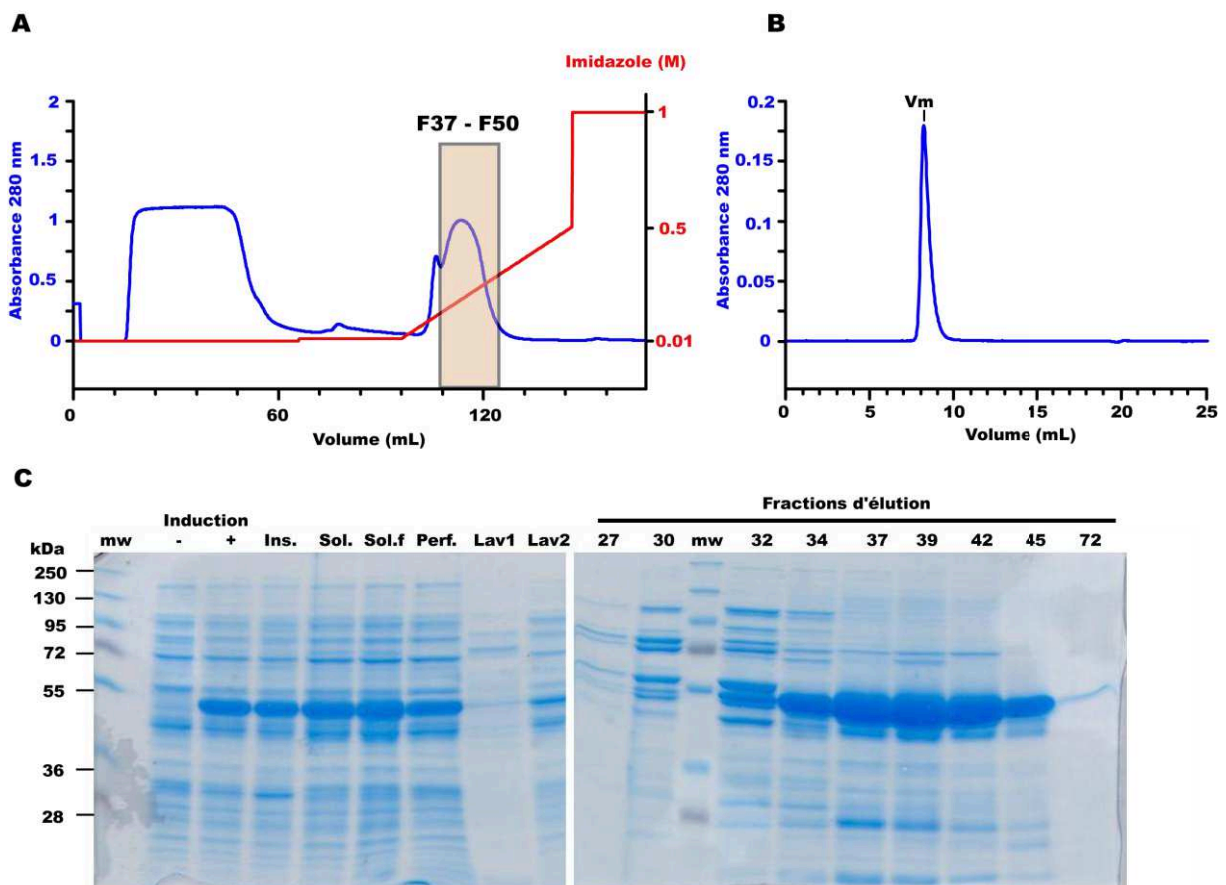 A
B
Imidazole (M)
Absorbance 280 nm
2
1.5
1
0.5
0
F37 - F50
1
0.5
0.01
0
60
120
Volume (mL)
Absorbance 280 nm
0.2
0.15
0.1
0.05
0
Vm
0
5
10
15
20
25
Volume (mL)
C
Induction
Fractions d'élution
kDa
mw - + Ins. Sol. Sol.f Perf. Lav1 Lav2 27 30 mw 32 34 37 39 42 45 72
250
130
95
72
55
36
28